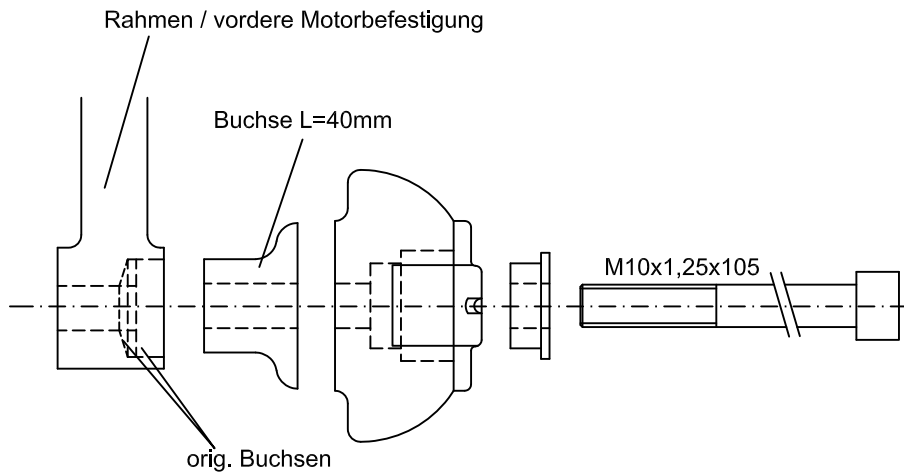 Rahmen / vordere Motorbefestigung
Buchse L=40mm
M10x1,25x105
orig. Buchsen